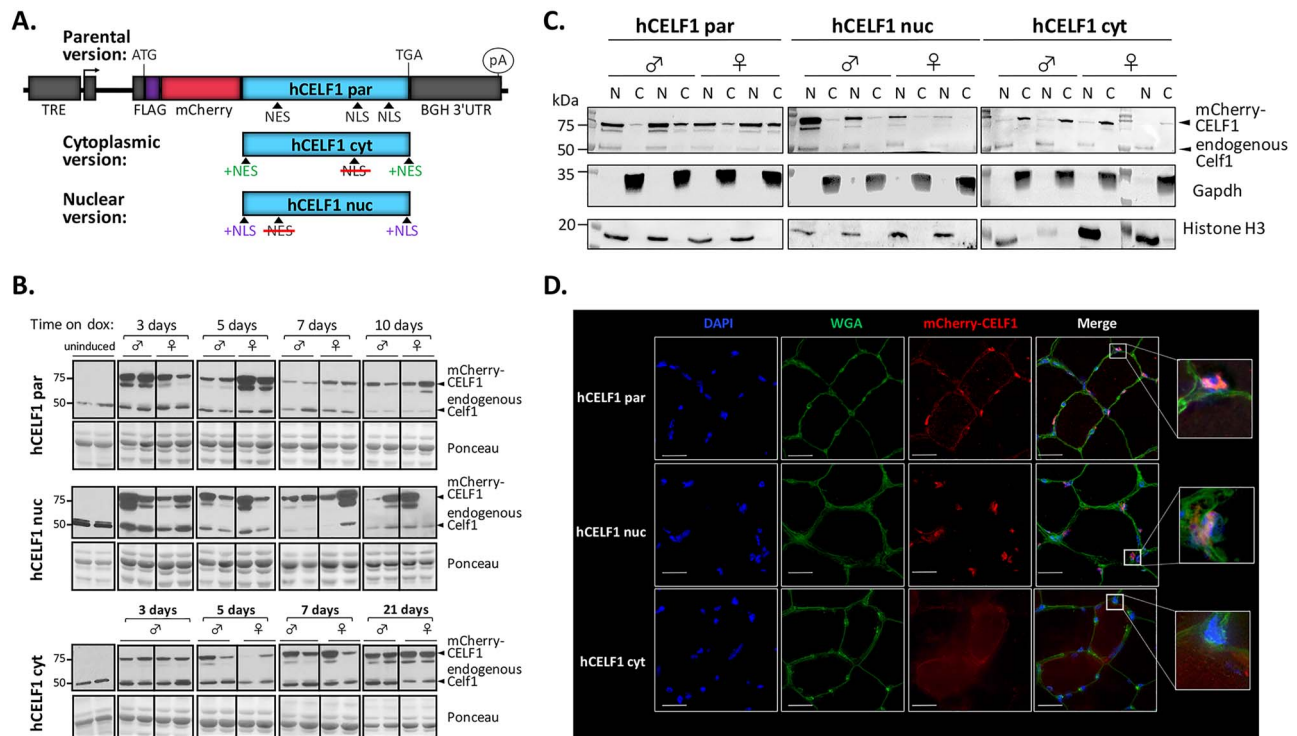 A.
Parental
version:
ATG
TGA
pA
hCELF1 par
TRE
FLAG
mCherry
NES
NLS
NLS
BGH 3'UTR
Cytoplasmic
version:
hCELF1 cyt
+NES
NLS
+NES
Nuclear
version:
hCELF1 nuc
+NLS
NES
+NLS
B.
Time on dox:
3 days
5 days
7 days
10 days
uninduced
♂ ♀ ♂ ♀ ♂ ♀ ♂ ♀
hCELF1 par
75
50
mCherry-
CELF1
endogenous
Celf1
Ponceau
hCELF1 nuc
75
50
mCherry-
CELF1
endogenous
Celf1
Ponceau
3 days
5 days
7 days
21 days
♂ ♂ ♀ ♂ ♀ ♂ ♀
hCELF1 cyt
75
50
mCherry-
CELF1
endogenous
Celf1
Ponceau
C.
hCELF1 par
hCELF1 nuc
hCELF1 cyt
♂ ♀ ♂ ♀ ♂ ♀
N C N C N C N C
N C N C N C N C
N C N C N C N C
kDa
75
50
mCherry-
CELF1
endogenous
Celf1
35
Gapdh
20
Histone H3
D.
DAPI
WGA
mCherry-CELF1
Merge
hCELF1 par
hCELF1 nuc
hCELF1 cyt